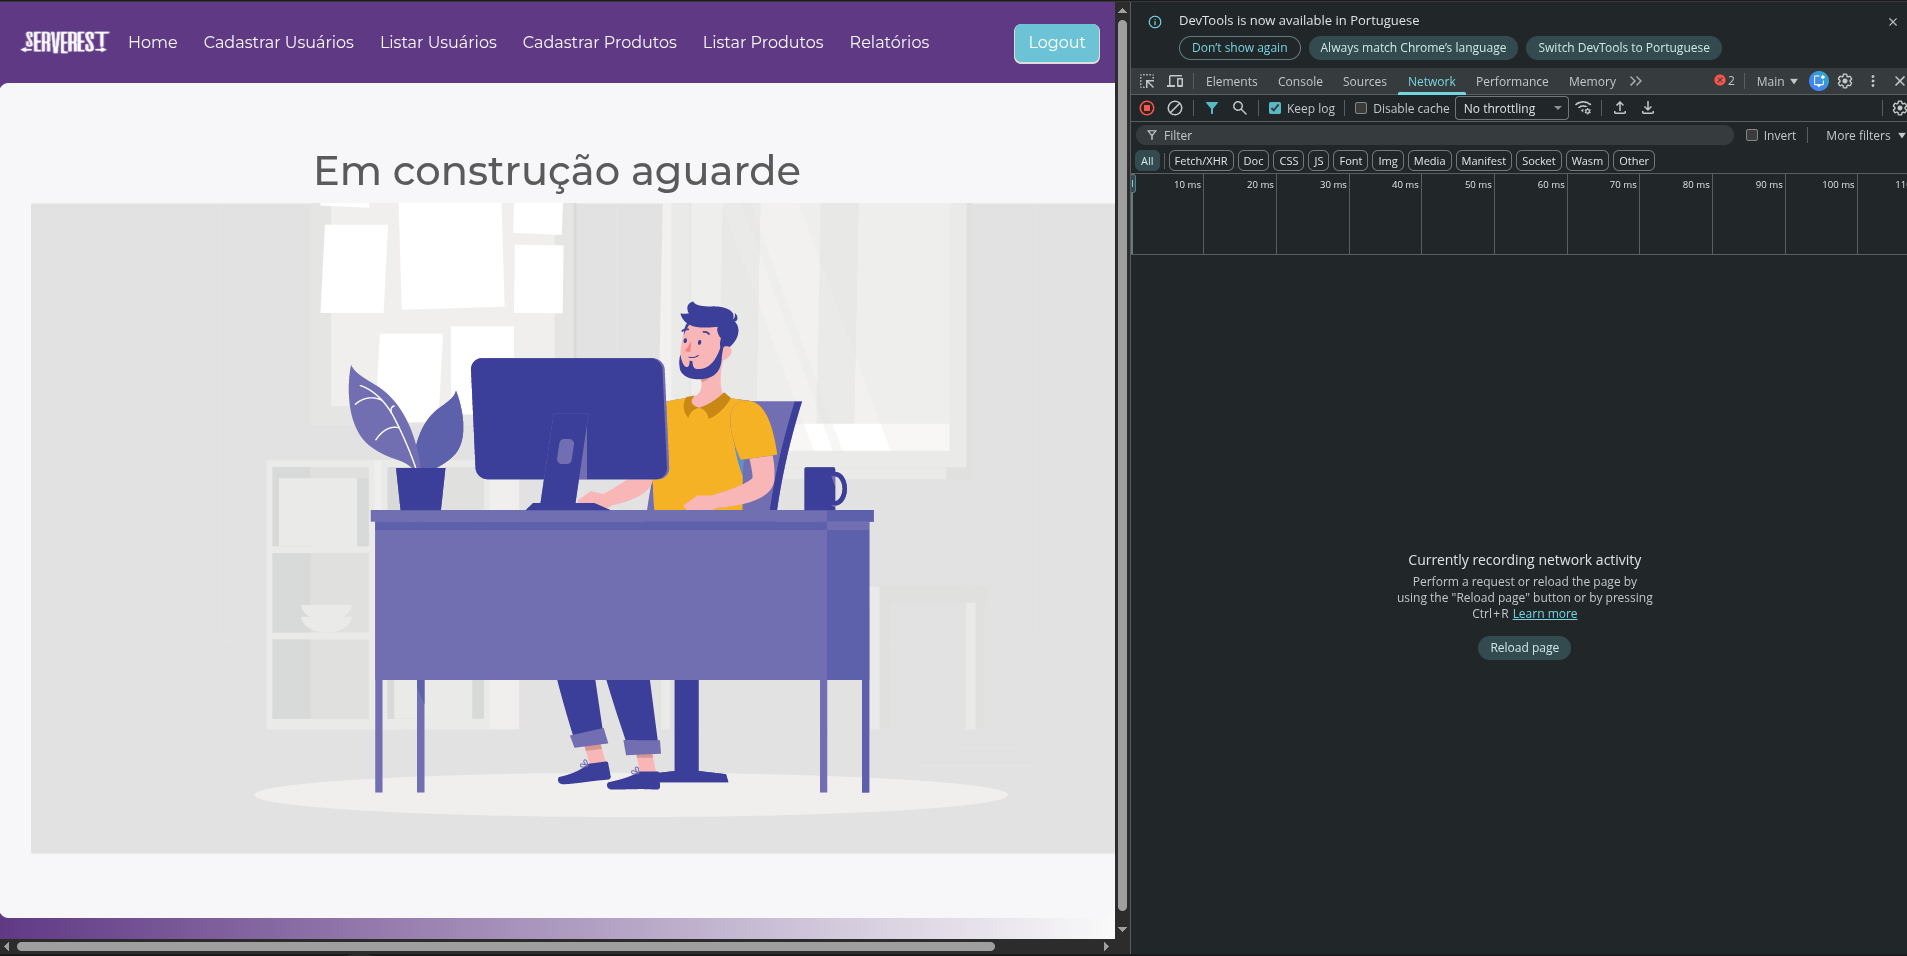 SERVEREST Home Cadastrar Usuários Listar Usuários Cadastrar Produtos Listar Produtos Relatórios Logout
Em construção aguarde
DevTools is now available in Portuguese
Don't show again Always match Chrome's language Switch DevTools to Portuguese
Elements Console Sources Network Performance Memory 2 Main
Keep log Disable cache No throttling
Filter Invert More filters
All Fetch/XHR Doc CSS JS Font Img Media Manifest Socket Wasm Other
10 ms 20 ms 30 ms 40 ms 50 ms 60 ms 70 ms 80 ms 90 ms 100 ms
Currently recording network activity
Perform a request or reload the page by
using the "Reload page" button or by pressing
Ctrl+R Learn more
Reload page